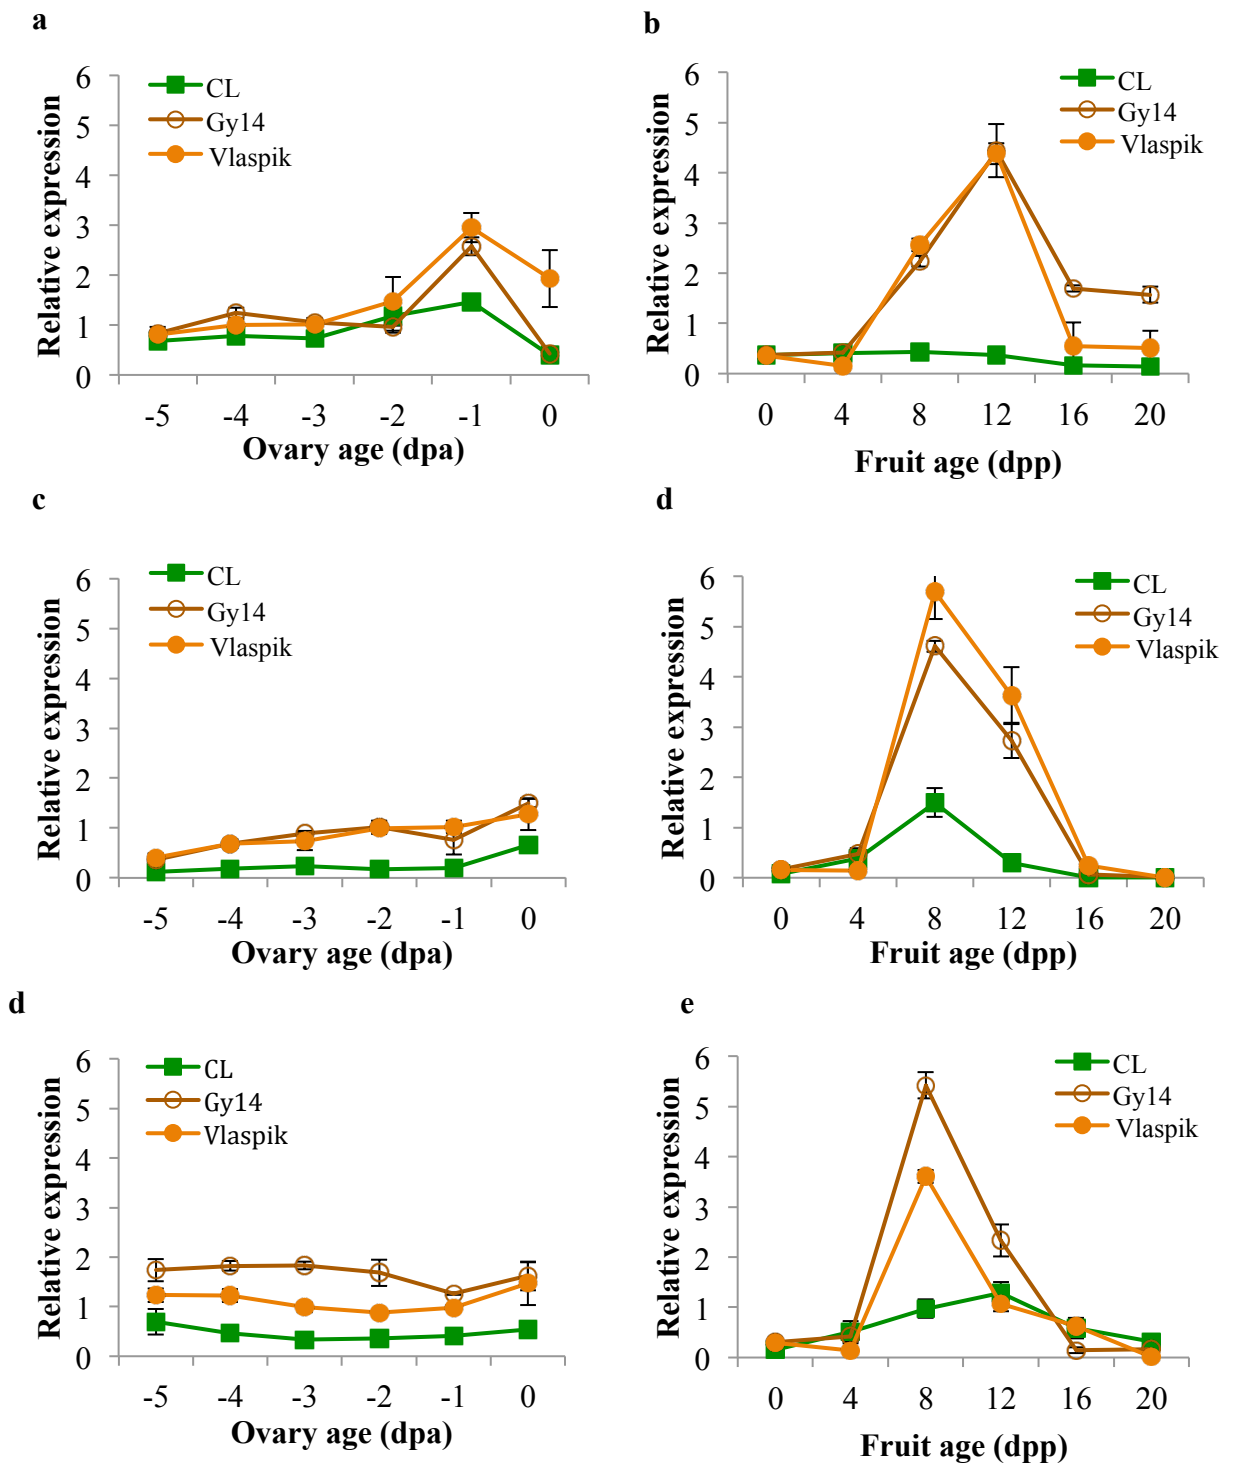 a
6
5
4
3
2
1
0
Relative expression
CL
Gy14
Vlaspik
-5 -4 -3 -2 -1 0
Ovary age (dpa)
b
6
5
4
3
2
1
0
Relative expression
CL
Gy14
Vlaspik
0 4 8 12 16 20
Fruit age (dpp)
c
6
5
4
3
2
1
0
Relative expression
CL
Gy14
Vlaspik
-5 -4 -3 -2 -1 0
Ovary age (dpa)
d
6
5
4
3
2
1
0
Relative expression
CL
Gy14
Vlaspik
0 4 8 12 16 20
Fruit age (dpp)
d
6
5
4
3
2
1
0
Relative expression
CL
Gy14
Vlaspik
-5 -4 -3 -2 -1 0
Ovary age (dpa)
e
6
5
4
3
2
1
0
Relative expression
CL
Gy14
Vlaspik
0 4 8 12 16 20
Fruit age (dpp)